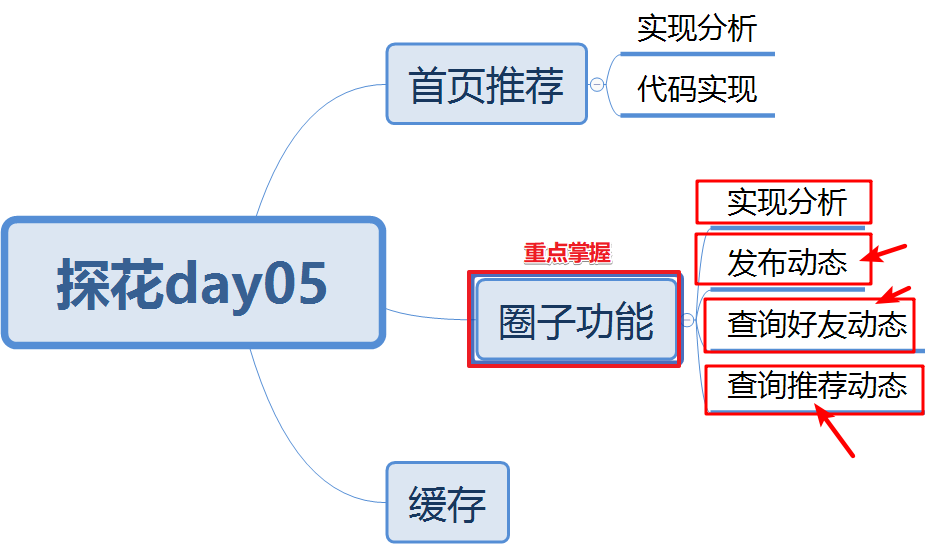 实现分析
首页推荐
代码实现
探花day05
重点掌握
圈子功能
实现分析
发布动态
查询好友动态
查询推荐动态
缓存